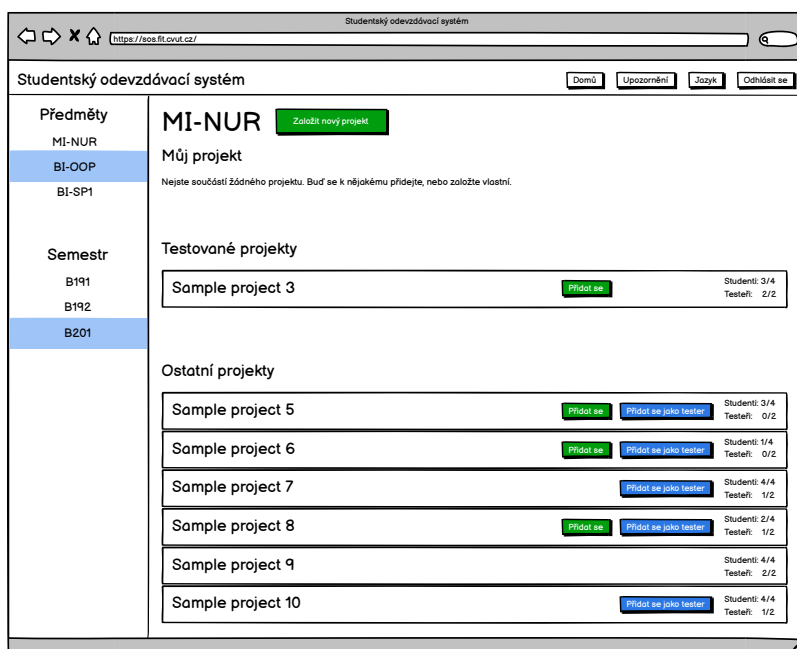 Studentský odevzdávací systém
https://sos.fit.cvut.cz/
Studentský odevzdávací systém
Domů
Upozornění
Jazyk
Odhlásit se
Předměty
MI-NUR
BI-OOP
BI-SP1
Semestr
B191
B192
B201
MI-NUR
Založit nový projekt
Můj projekt
Nejste součástí žádného projektu. Buď se k nějakému přidejte, nebo založte vlastní.
Testované projekty
Sample project 3
Přidat se
Studenti: 3/4
Testeři: 2/2
Ostatní projekty
Sample project 5
Přidat se
Přidat se jako tester
Studenti: 3/4
Testeři: 0/2
Sample project 6
Přidat se
Přidat se jako tester
Studenti: 1/4
Testeři: 0/2
Sample project 7
Přidat se jako tester
Studenti: 4/4
Testeři: 1/2
Sample project 8
Přidat se
Přidat se jako tester
Studenti: 2/4
Testeři: 1/2
Sample project 9
Studenti: 4/4
Testeři: 2/2
Sample project 10
Přidat se jako tester
Studenti: 4/4
Testeři: 1/2